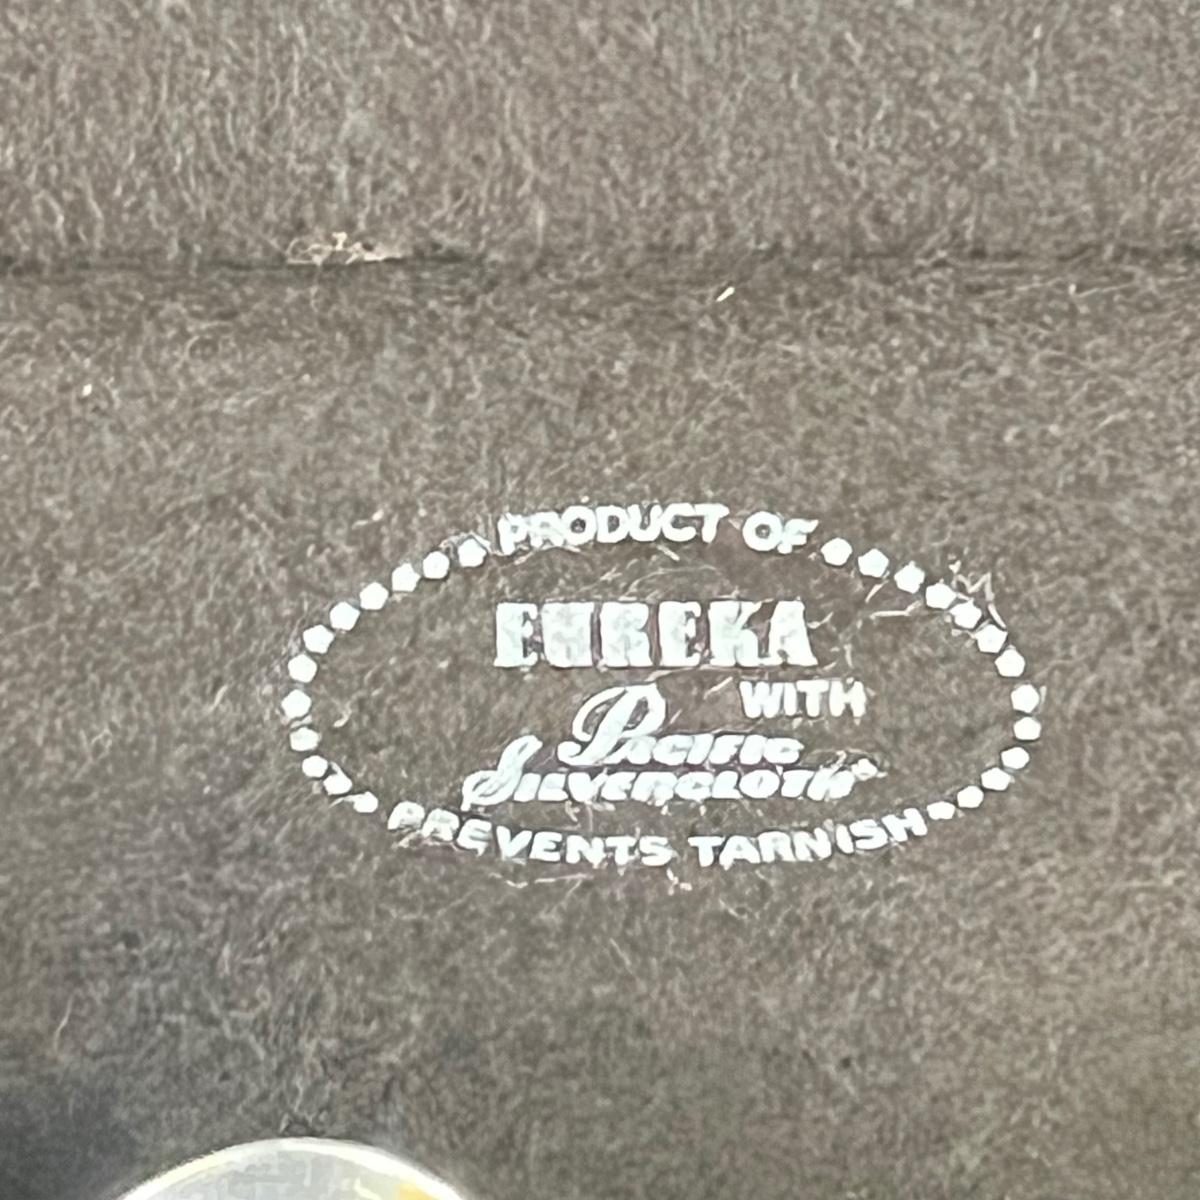 PRODUCT OF
EUREKA
WITH
Pacific
Silvercloth®
PREVENTS TARNISH